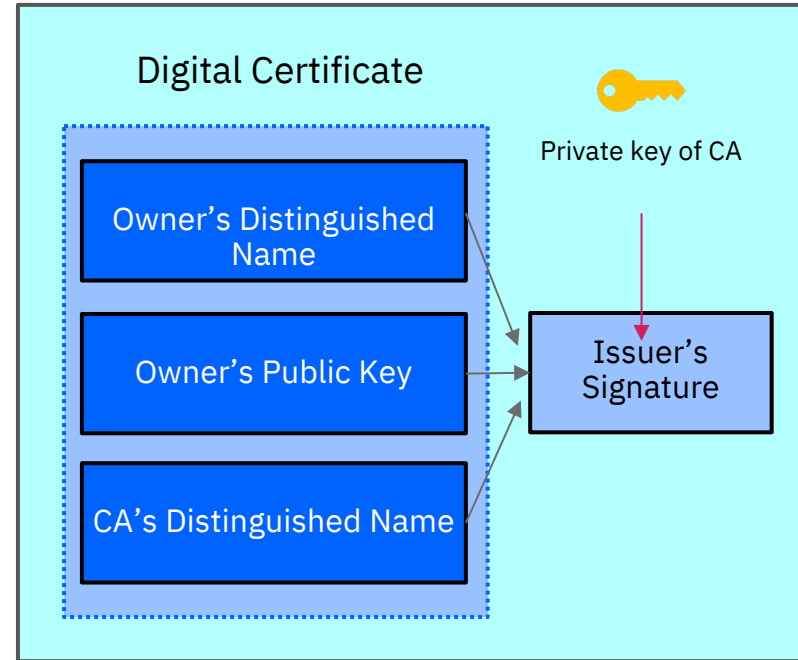 Digital Certificate
Private key of CA
Owner’s Distinguished
Name
Owner’s Public Key
Issuer’s
Signature
CA’s Distinguished Name